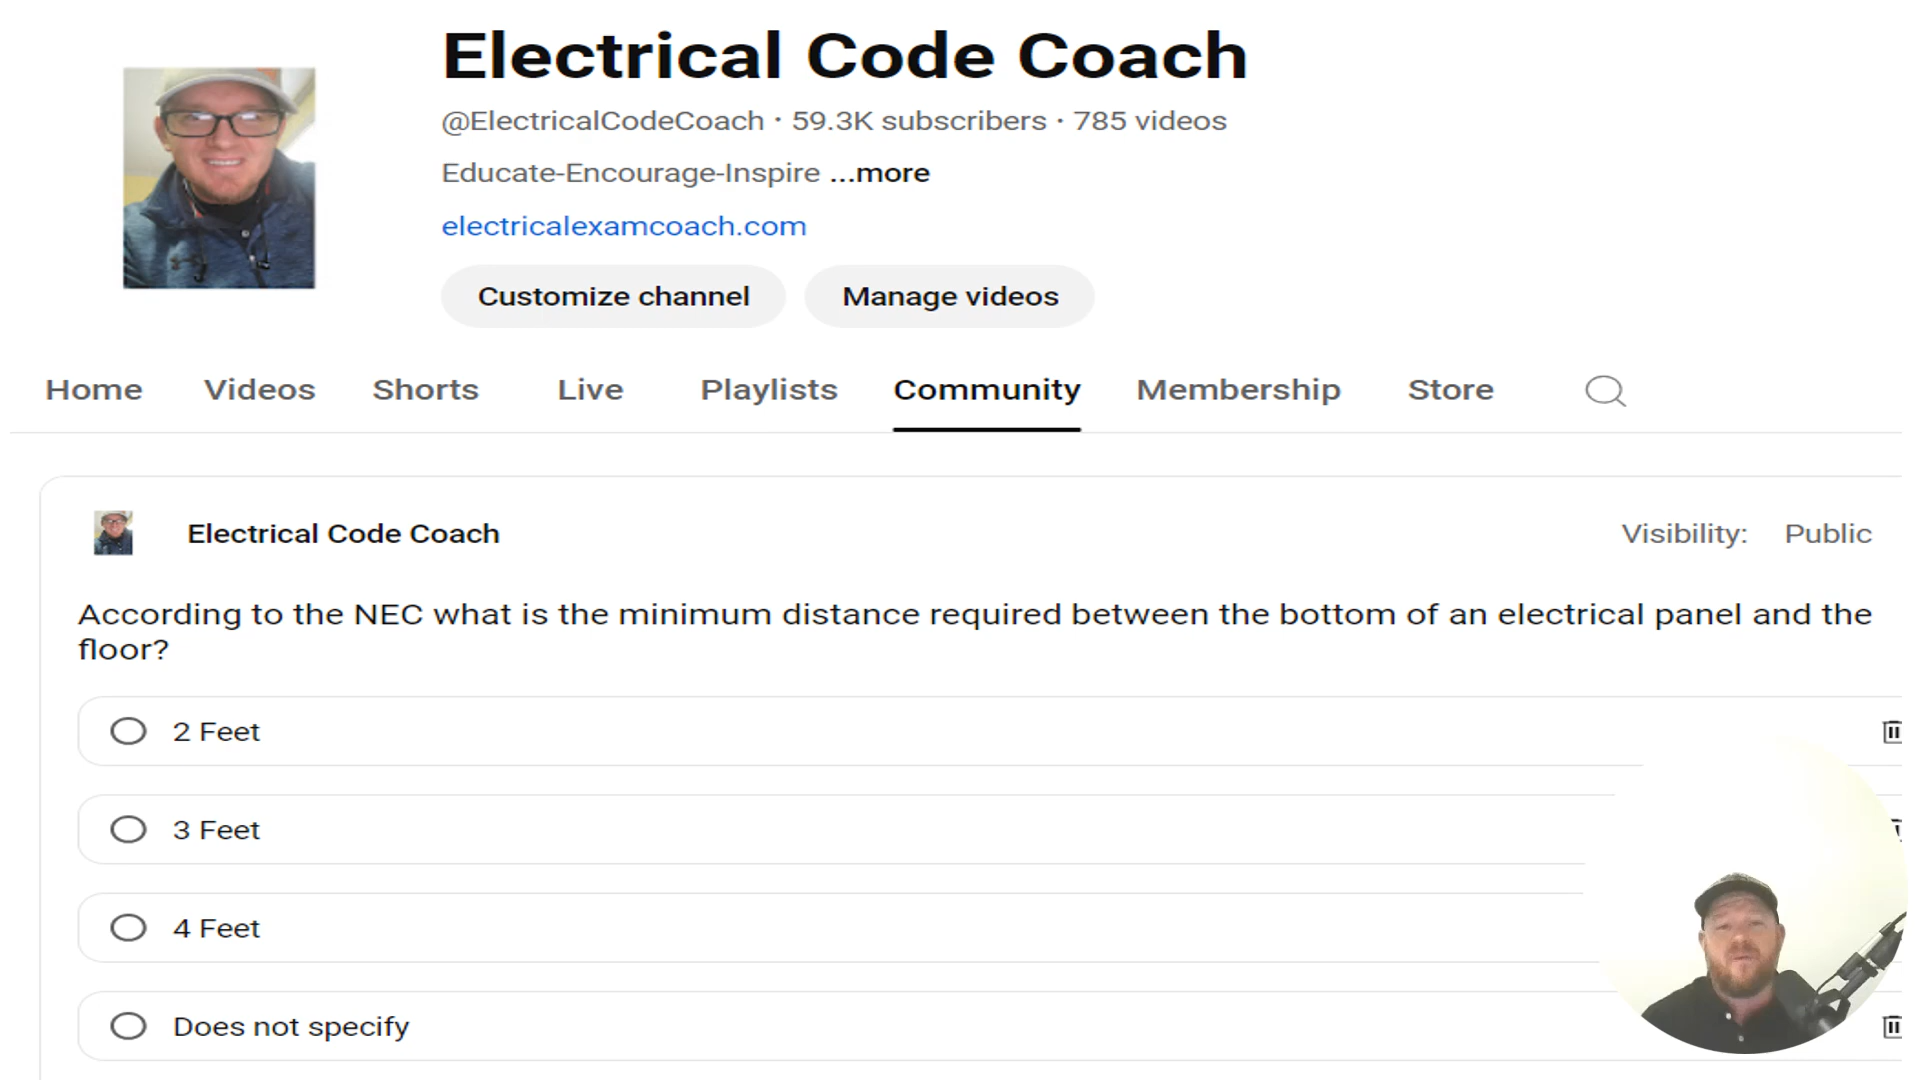 Electrical Code Coach
@ElectricalCodeCoach · 59.3K subscribers · 785 videos
Educate-Encourage-Inspire ...more
electricalexamcoach.com
Customize channel Manage videos
Home Videos Shorts Live Playlists Community Membership Store
Electrical Code Coach Visibility: Public
According to the NEC what is the minimum distance required between the bottom of an electrical panel and the
floor?
2 Feet
3 Feet
4 Feet
Does not specify